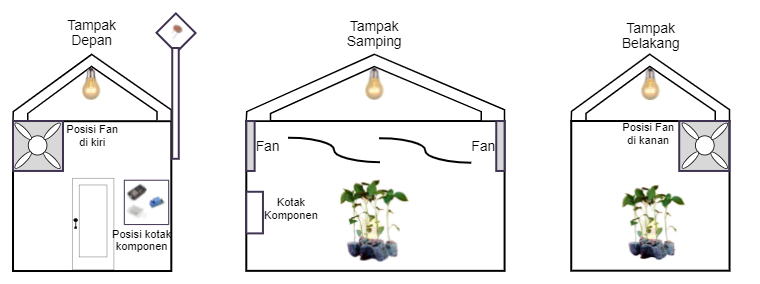 Tampak
Depan
Posisi Fan
di kiri
Posisi kotak
komponen
Tampak
Samping
Fan
Fan
Kotak
Komponen
Tampak
Belakang
Posisi Fan
di kanan